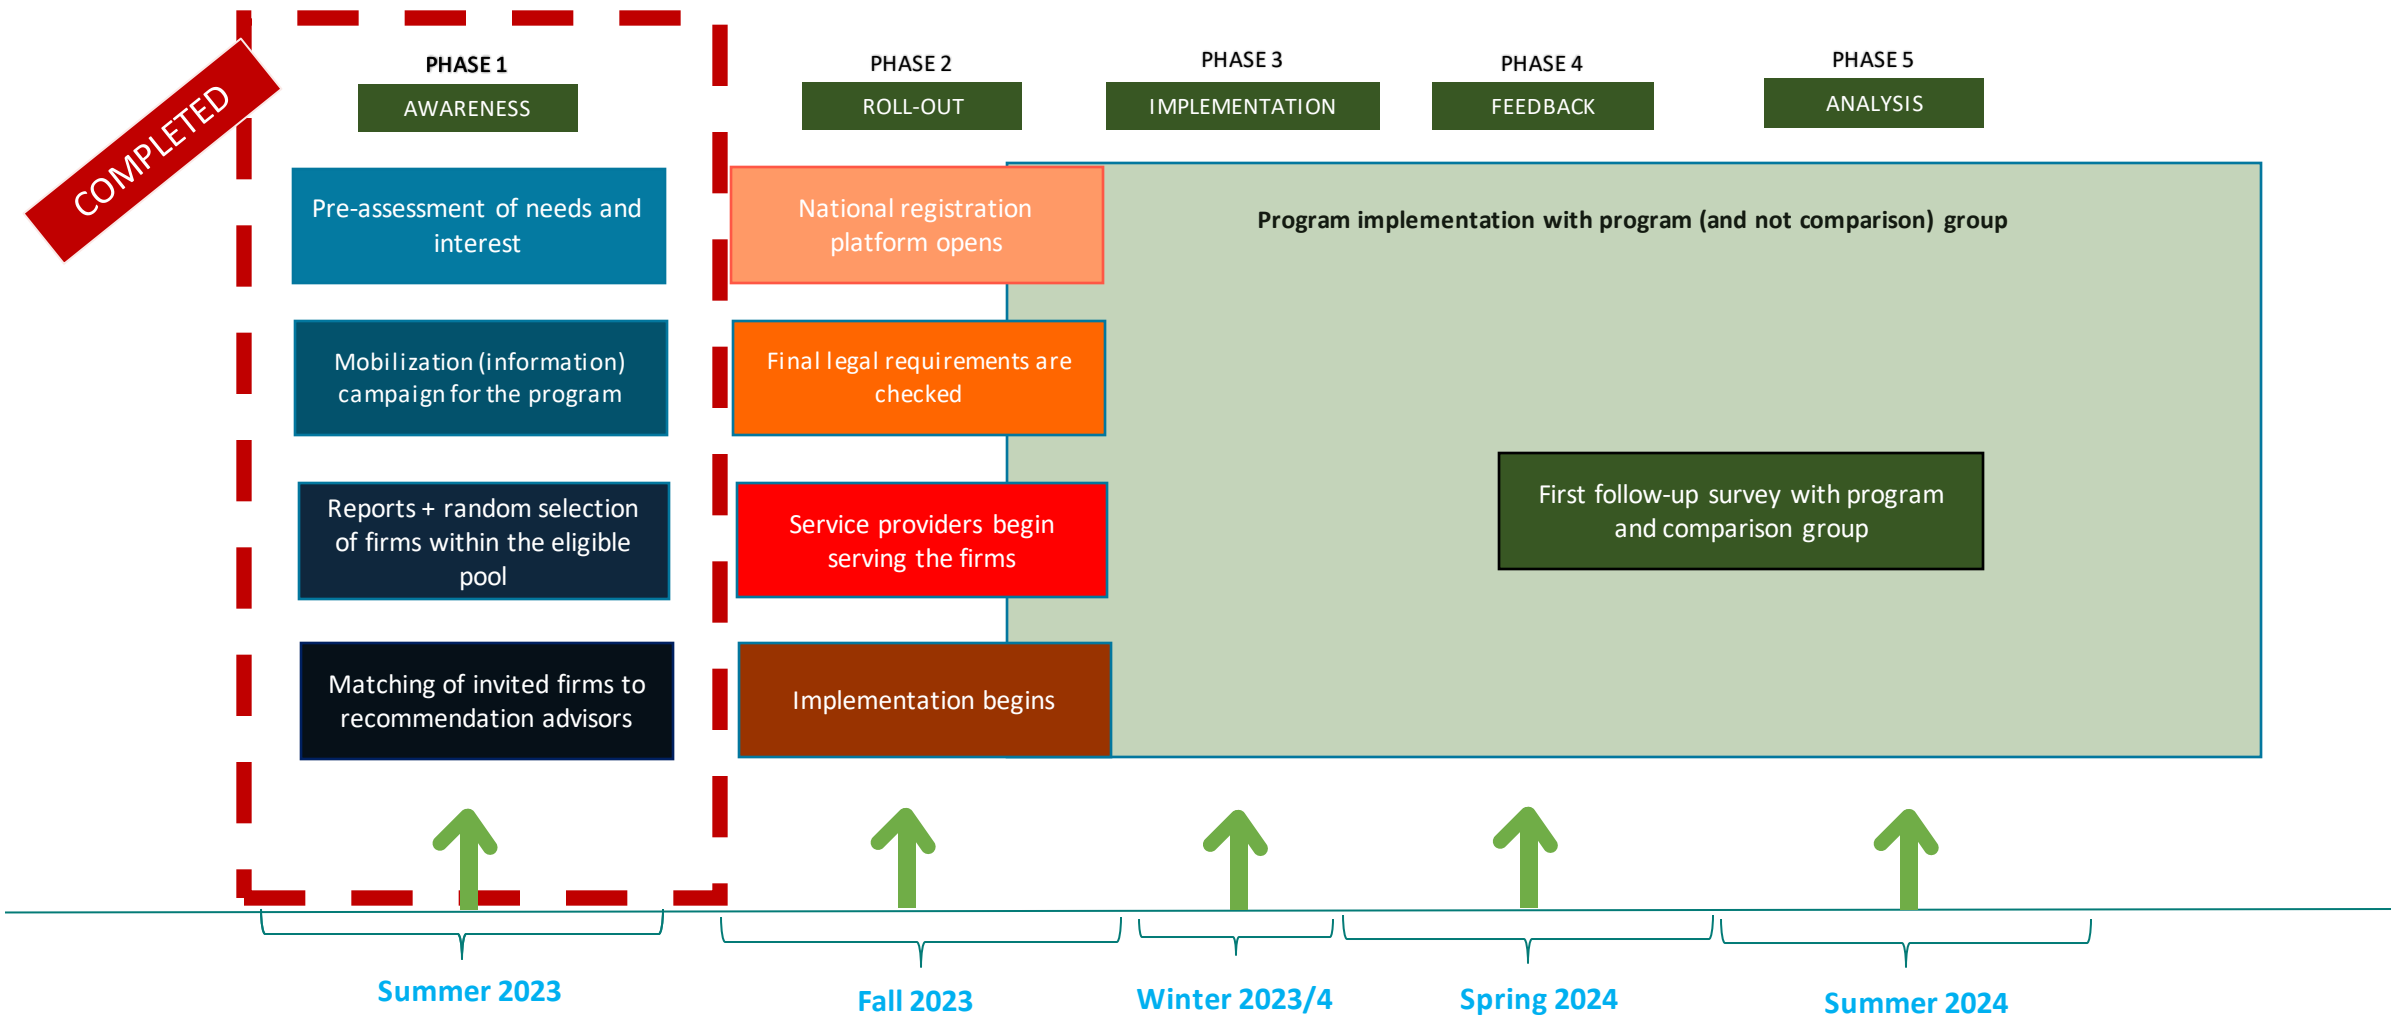 COMPLETED
PHASE 1
AWARENESS
Pre-assessment of needs and
interest
Mobilization (information)
campaign for the program
Reports + random selection
of firms within the eligible
pool
Matching of invited firms to
recommendation advisors
PHASE 2
ROLL-OUT
National registration
platform opens
Final legal requirements are
checked
Service providers begin
serving the firms
Implementation begins
PHASE 3
IMPLEMENTATION
PHASE 4
FEEDBACK
PHASE 5
ANALYSIS
Program implementation with program (and not comparison) group
First follow-up survey with program
and comparison group
Summer 2023
Fall 2023
Winter 2023/4
Spring 2024
Summer 2024